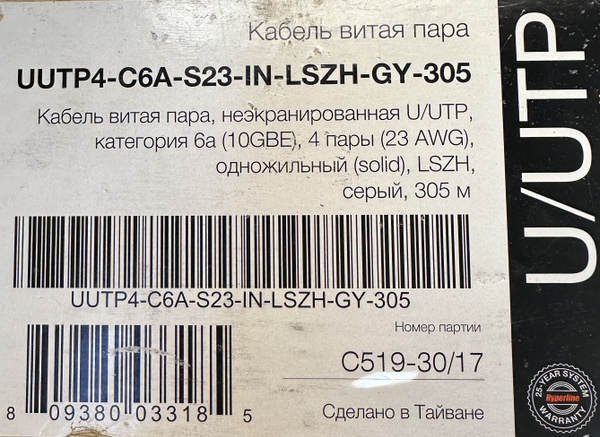 Кабель витая пара
UUTP4-C6A-S23-IN-LSZH-GY-305
Кабель витая пара, неэкранированная U/UTP,
категория 6а (10GBE), 4 пары (23 AWG),
одножильный (solid), LSZH,
серый, 305 м
UUTP4-C6A-S23-IN-LSZH-GY-305
Номер партии
C519-30/17
8 09380 03318 5
Сделано в Тайване
U/UTP
25-YEAR SYSTEM
Hyperline
WARRANTY